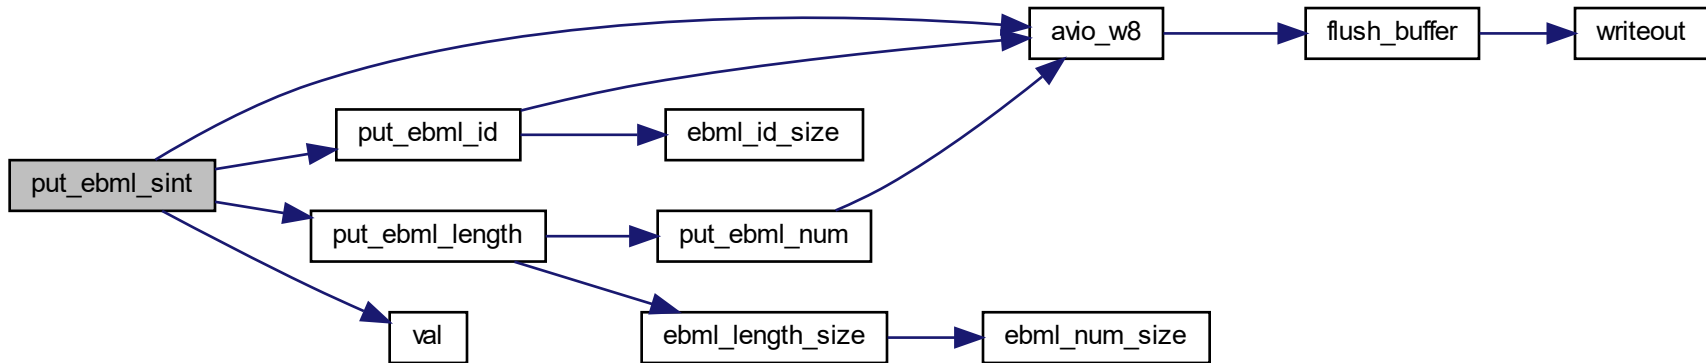 avio_w8
flush_buffer
writeout
put_ebml_id
ebml_id_size
put_ebml_sint
put_ebml_length
put_ebml_num
val
ebml_length_size
ebml_num_size